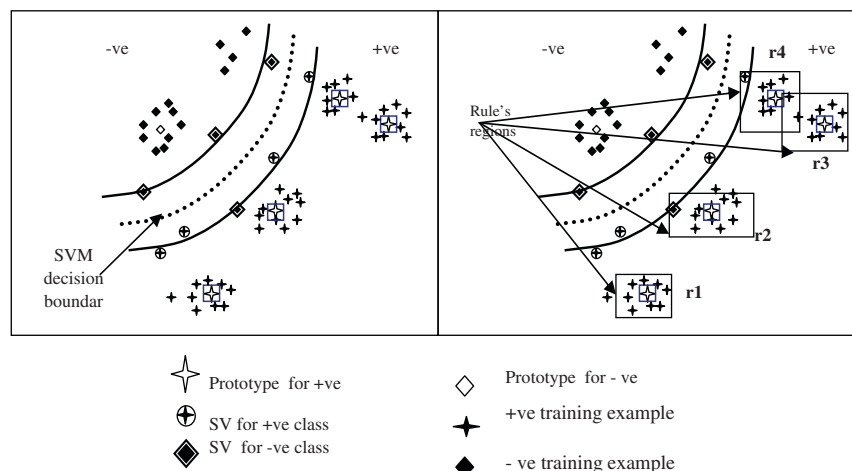 -ve
+ve
SVM
decision
boundar
-ve
r4
+ve
Rule's
regions
r3
r2
r1
Prototype for +ve
SV for +ve class
SV for -ve class
Prototype for - ve
+ve training example
- ve training example